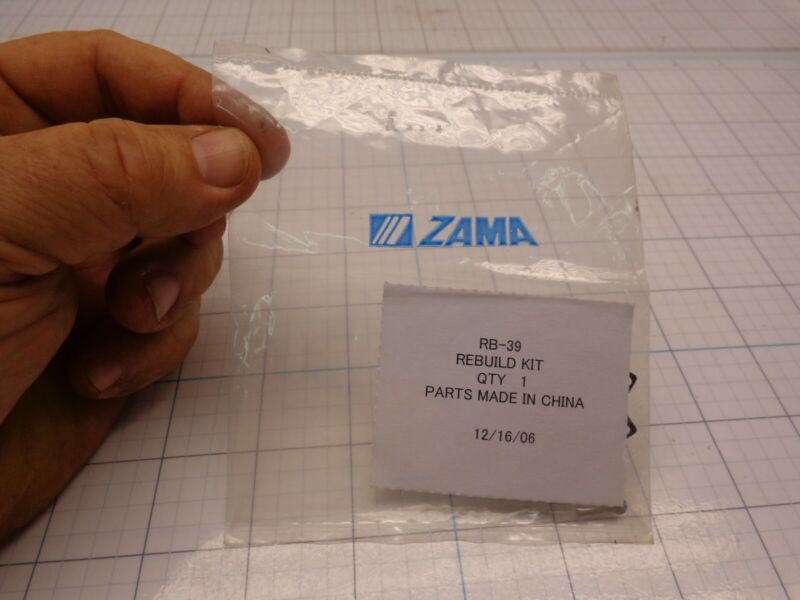 ZAMA
RB-39
REBUILD KIT
QTY 1
PARTS MADE IN CHINA
12/16/06